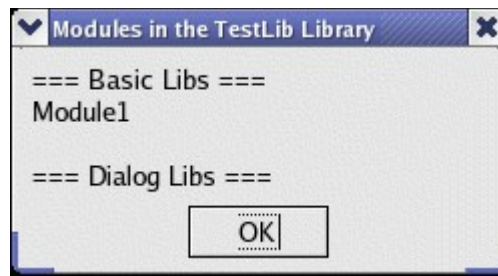 Modules in the TestLib Library
=== Basic Libs ===
Module1
=== Dialog Libs ===
OK